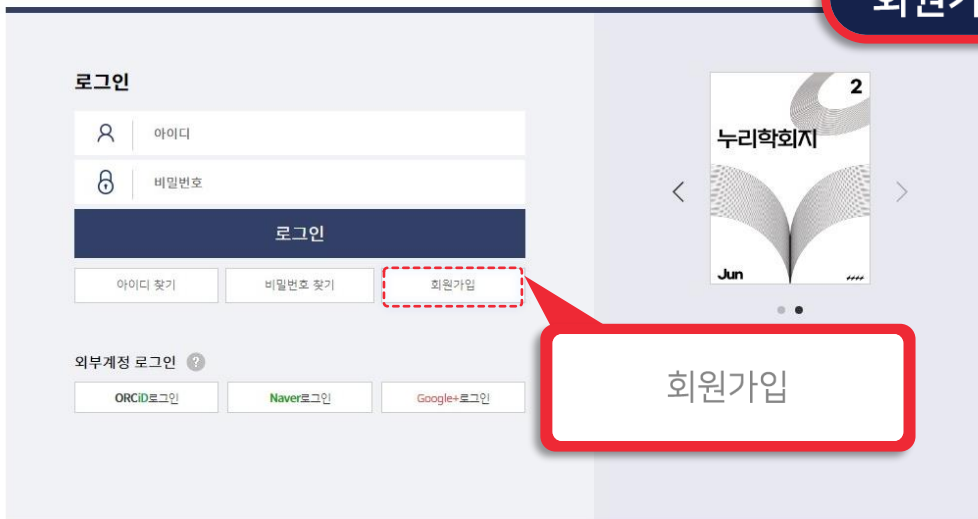 회원가
로그인
아이디
비밀번호
로그인
아이디 찾기
비밀번호 찾기
회원가입
외부계정 로그인 ?
ORCiD로그인
Naver로그인
Google+로그인
2
누리학회지
Jun
회원가입